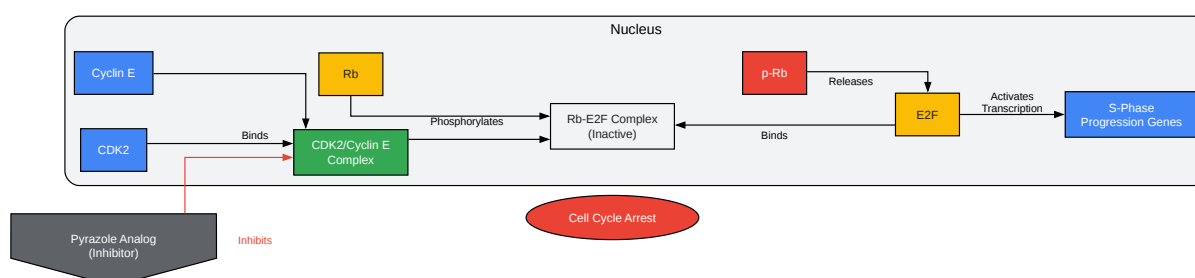 Nucleus
Cyclin E
Rb
p-Rb
Releases
Activates
Transcription
E2F
S-Phase
Progression Genes
Phosphorylates
Rb-E2F Complex
(Inactive)
Binds
CDK2
Binds
CDK2/Cyclin E
Complex
Cell Cycle Arrest
Pyrazole Analog
(Inhibitor)
Inhibits